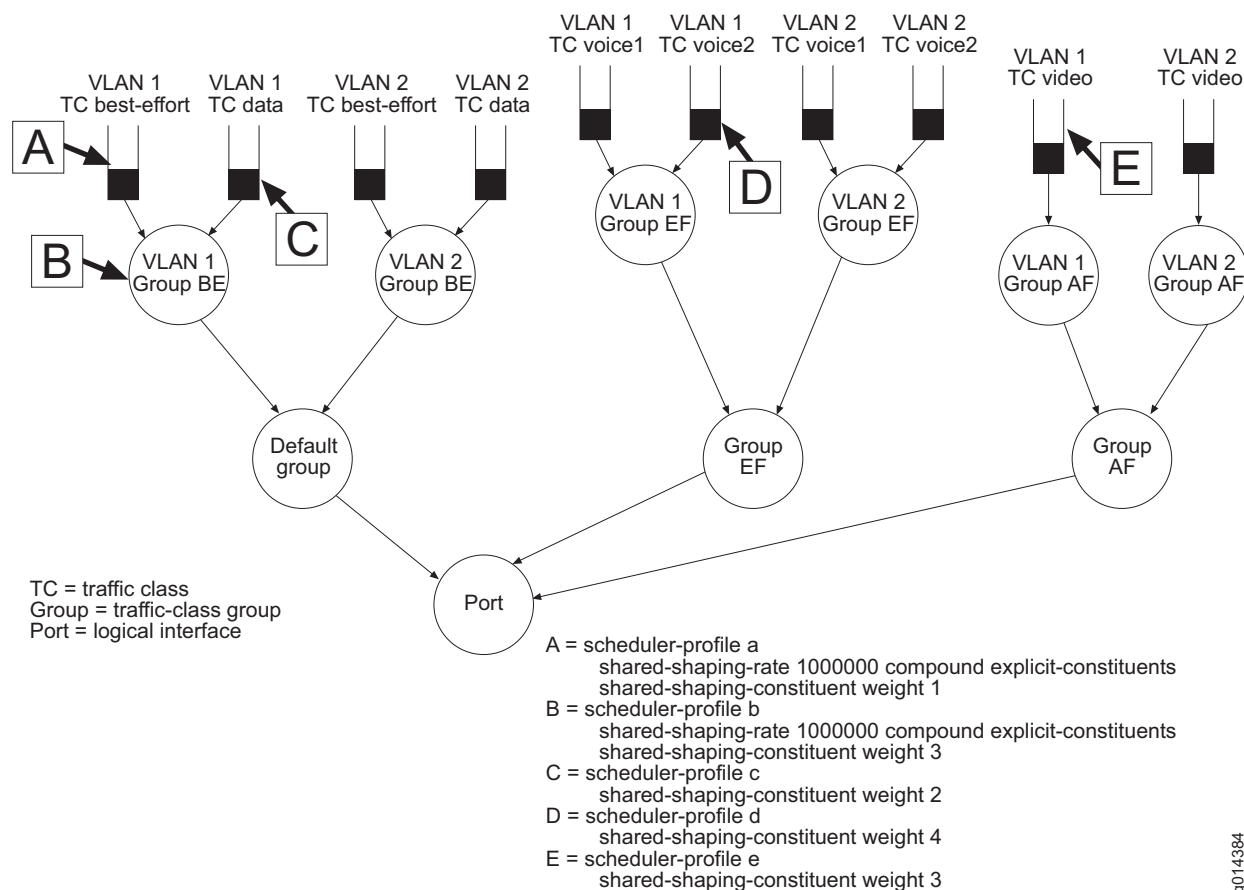 VLAN 1
TC voice1
VLAN 1
TC voice2
VLAN 2
TC voice1
VLAN 2
TC voice2
VLAN 1
TC video
VLAN 2
TC video
VLAN 1
TC best-effort
VLAN 1
TC data
VLAN 2
TC best-effort
VLAN 2
TC data
A
B
C
D
E
VLAN 1
Group BE
VLAN 2
Group BE
VLAN 1
Group EF
VLAN 2
Group EF
VLAN 1
Group AF
VLAN 2
Group AF
Default
group
Group
EF
Group
AF
Port
TC = traffic class
Group = traffic-class group
Port = logical interface
A = scheduler-profile a
shared-shaping-rate 1000000 compound explicit-constituents
shared-shaping-constituent weight 1
B = scheduler-profile b
shared-shaping-rate 1000000 compound explicit-constituents
shared-shaping-constituent weight 3
C = scheduler-profile c
shared-shaping-constituent weight 2
D = scheduler-profile d
shared-shaping-constituent weight 4
E = scheduler-profile e
shared-shaping-constituent weight 3
g014384